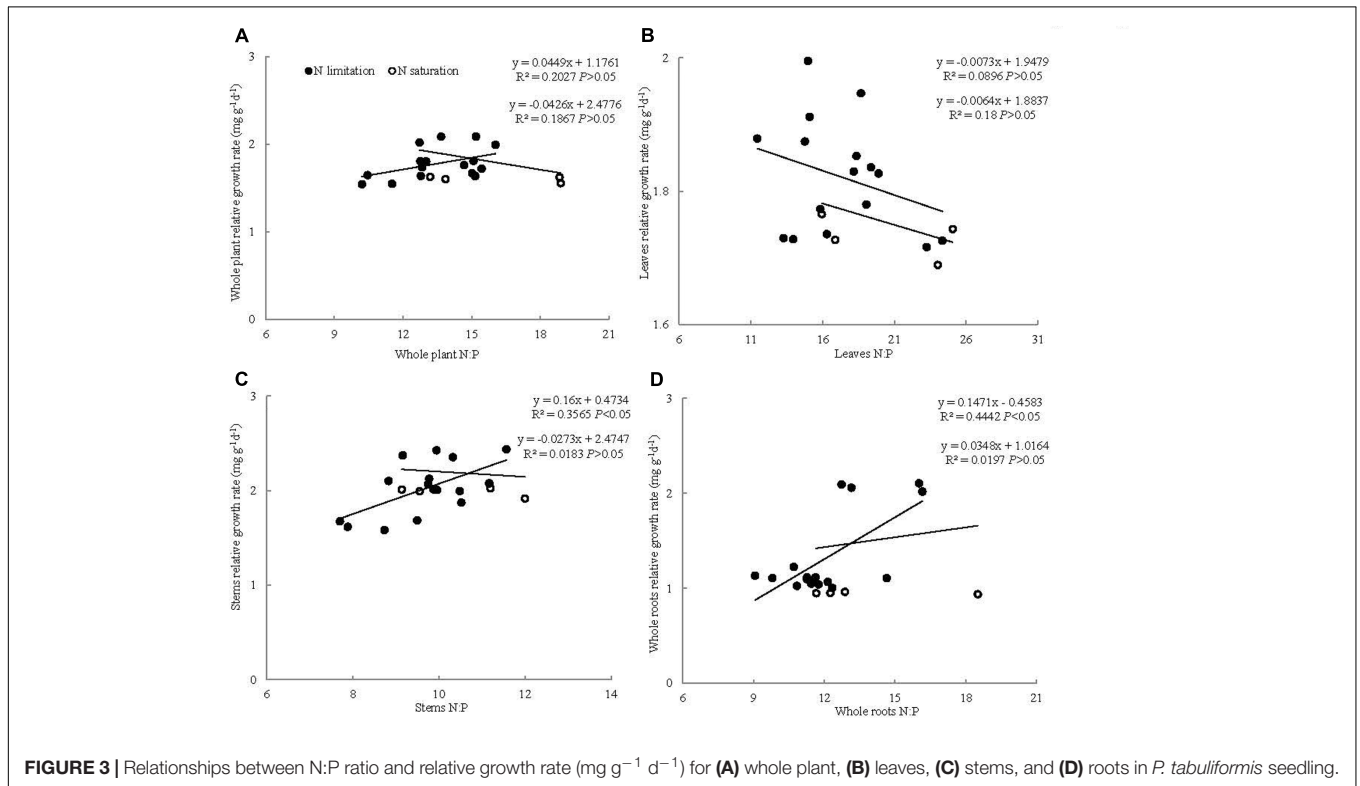 A
Whole plant relative growth rate (mg g⁻¹d⁻¹)
3
2
1
0
● N limitation ○ N saturation
y = 0.0449x + 1.1761
R² = 0.2027 P>0.05
y = -0.0426x + 2.4776
R² = 0.1867 P>0.05
6 9 12 15 18 21
Whole plant N:P
B
Leaves relative growth rate (mg g⁻¹d⁻¹)
2
1.8
1.6
y = -0.0073x + 1.9479
R² = 0.0896 P>0.05
y = -0.0064x + 1.8837
R² = 0.18 P>0.05
6 11 16 21 26 31
Leaves N:P
C
Stems relative growth rate (mg g⁻¹d⁻¹)
3
2
1
0
y = 0.16x + 0.4734
R² = 0.3565 P<0.05
y = -0.0273x + 2.4747
R² = 0.0183 P>0.05
6 8 10 12 14
Stems N:P
D
Whole roots relative growth rate (mg g⁻¹d⁻¹)
3
2
1
0
y = 0.1471x - 0.4583
R² = 0.4442 P<0.05
y = 0.0348x + 1.0164
R² = 0.0197 P>0.05
6 9 12 15 18 21
Whole roots N:P
FIGURE 3 | Relationships between N:P ratio and relative growth rate (mg g⁻¹ d⁻¹) for (A) whole plant, (B) leaves, (C) stems, and (D) roots in P. tabuliformis seedling.